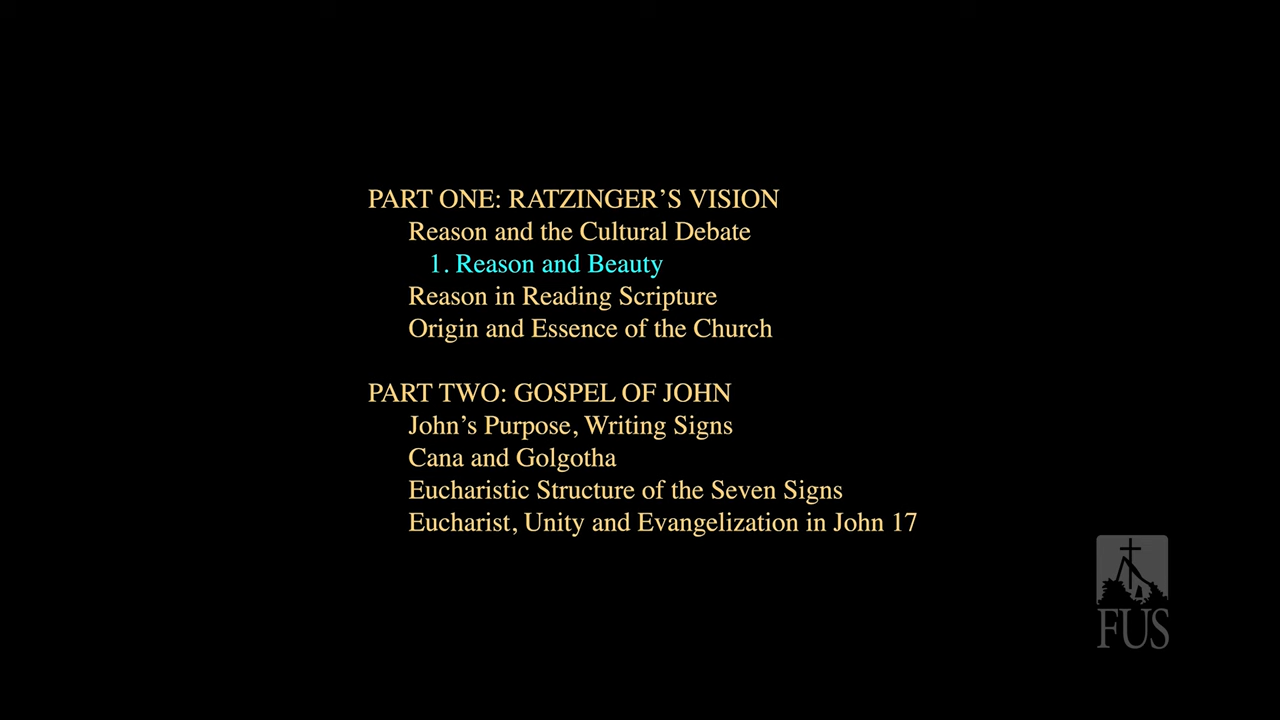 PART ONE: RATZINGER’S VISION
Reason and the Cultural Debate
1. Reason and Beauty
Reason in Reading Scripture
Origin and Essence of the Church
PART TWO: GOSPEL OF JOHN
John’s Purpose, Writing Signs
Cana and Golgotha
Eucharistic Structure of the Seven Signs
Eucharist, Unity and Evangelization in John 17
FUS